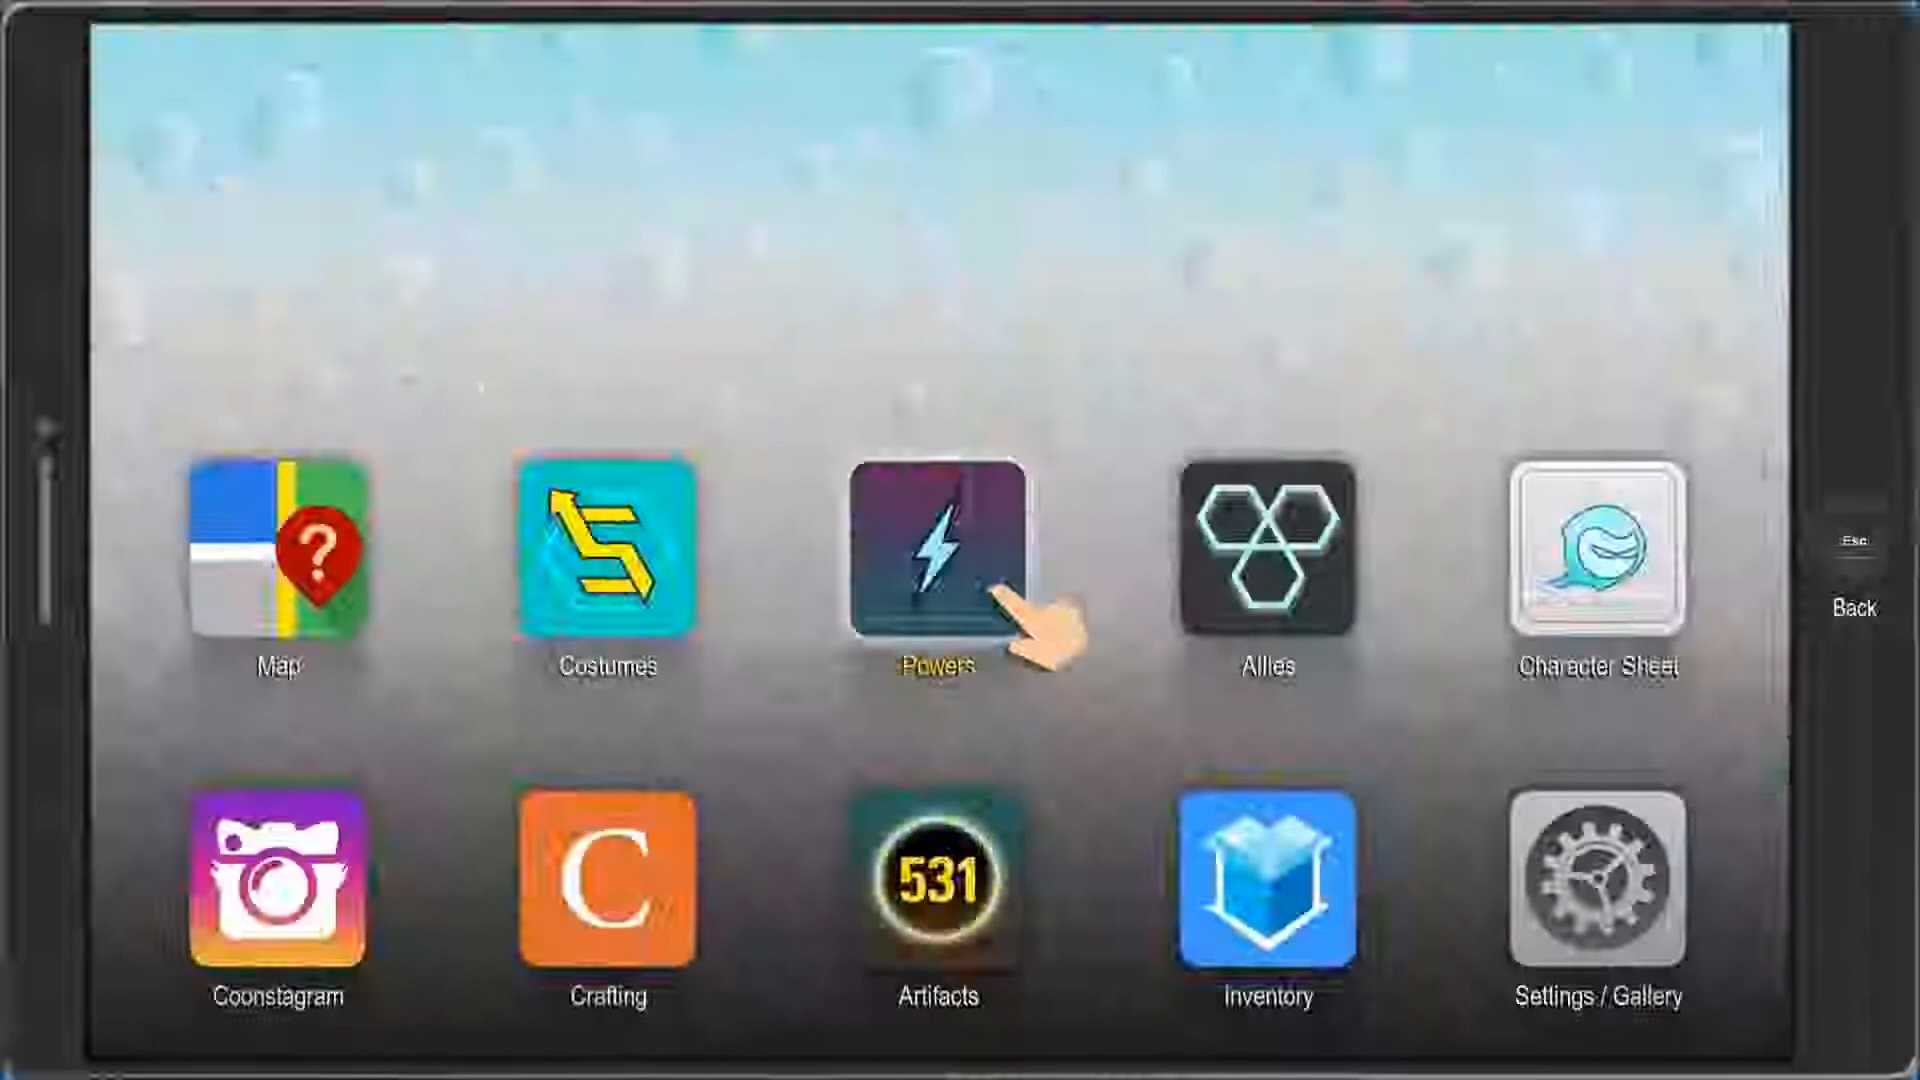 ?
Map
Costumes
Powers
Allies
Character Sheet
Esc
Back
C
531
Coonstagram
Crafting
Artifacts
Inventory
Settings / Gallery